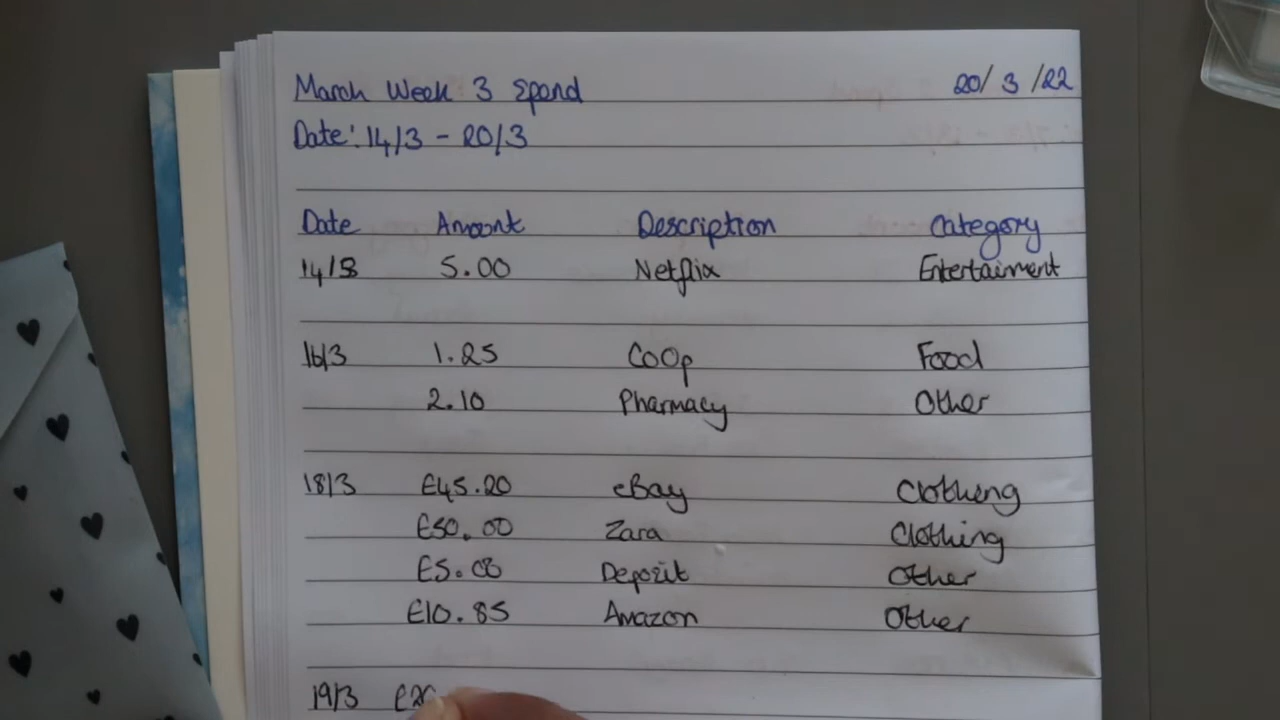 March Week 3 Spend 20/3/22
Date: 14/3 - 20/3
Date Amount Description Category
14/3 5.00 Netflix Entertaiment
16/3 1.25 CoOp Food
2.10 Pharmacy Other
18/3 £45.20 eBay Clothing
£50.00 Zara Clothing
£5.00 Deposit Other
£10.85 Amazon Other
19/3